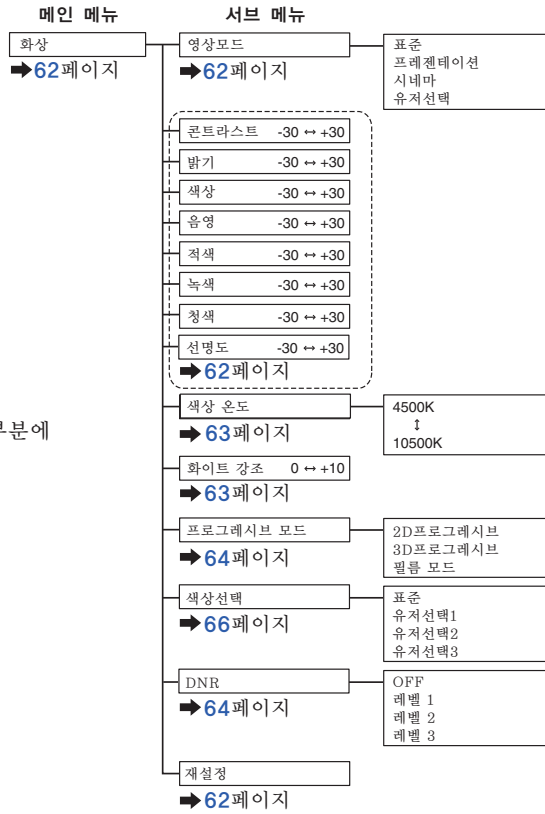 메인 메뉴
서브 메뉴
화상
➡62페이지
영상모드
➡62페이지
표준
프레젠테이션
시네마
유저선택
콘트라스트 -30 ↔ +30
밝기 -30 ↔ +30
색상 -30 ↔ +30
음영 -30 ↔ +30
적색 -30 ↔ +30
녹색 -30 ↔ +30
청색 -30 ↔ +30
선명도 -30 ↔ +30
➡62페이지
색상 온도
➡63페이지
4500K
↕
10500K
화이트 강조 0 ↔ +10
➡63페이지
프로그레시브 모드
➡64페이지
2D프로그레시브
3D프로그레시브
필름 모드
색상선택
➡66페이지
표준
유저선택1
유저선택2
유저선택3
DNR
➡64페이지
OFF
레벨 1
레벨 2
레벨 3
재설정
➡62페이지